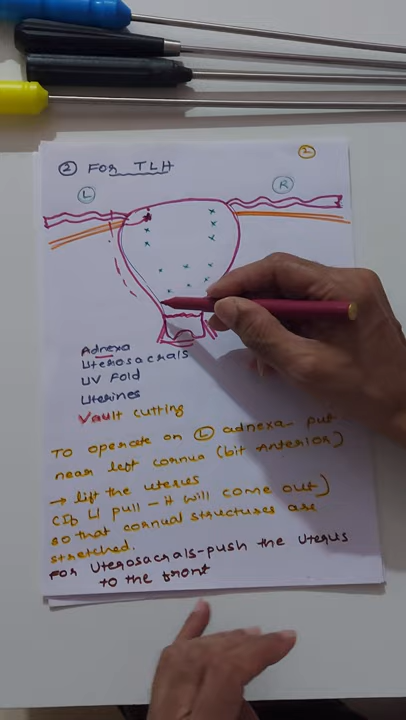 2
② FOR TLH
L
R
Adnexa
Uterosacrals
UV Fold
Uterines
Vault cutting
To operate on Ⓛ adnexa- put
near left cornua (bit Anterior)
→ lift the uterus
pull - it will come out)
so that cornual structures are
stretched.
For Uterosacrals-push the Uterus
to the front